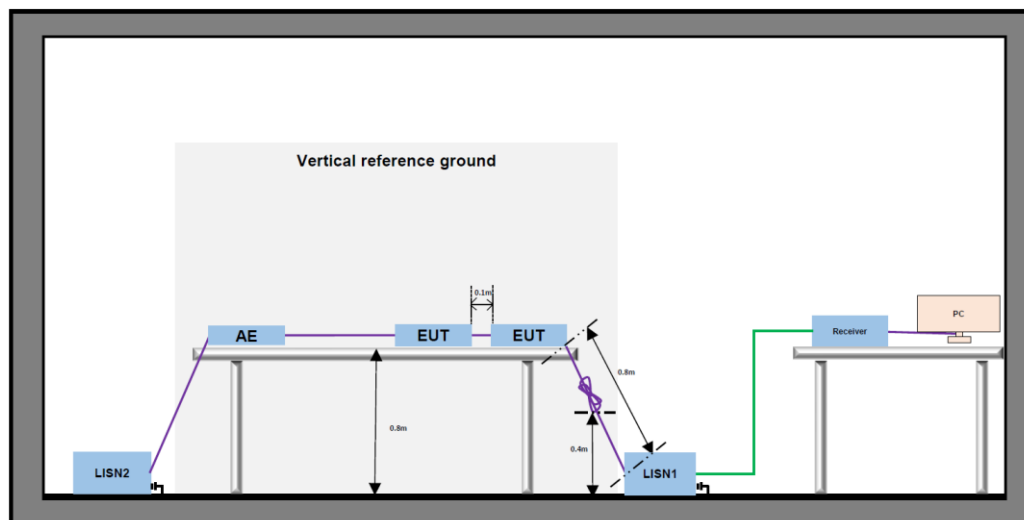 Vertical reference ground
0.1m
AE
EUT
EUT
Receiver
PC
0.8m
0.8m
0.4m
LISN2
LISN1